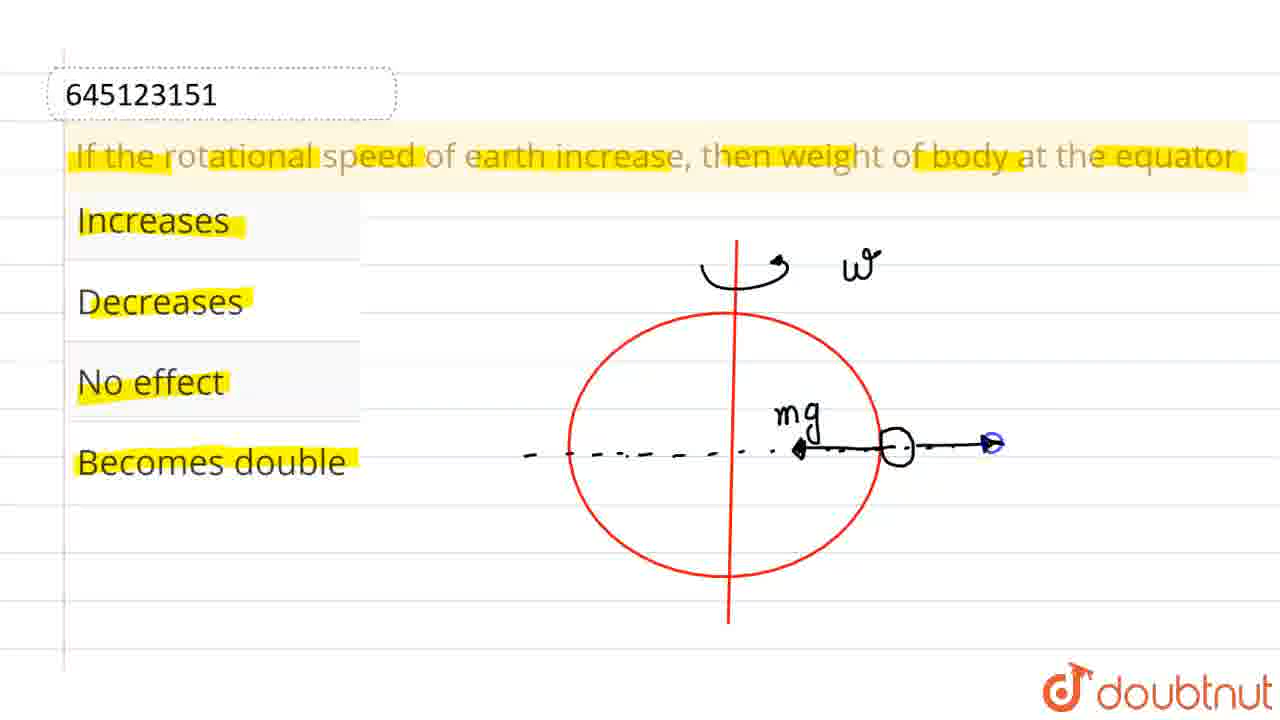 645123151
If the rotational speed of earth increase, then weight of body at the equator
Increases
Decreases
No effect
Becomes double
ω
mg
doubtnut